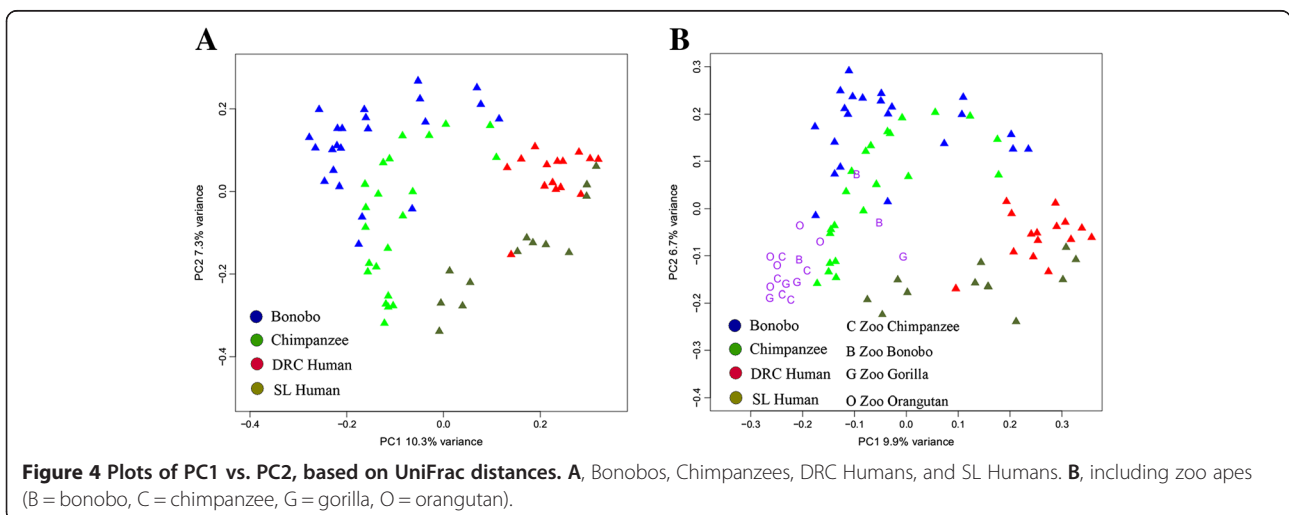 A
B
PC2 7.3% variance
0.2
0.0
−0.2
−0.4
−0.4
−0.2
0.0
0.2
PC1 10.3% variance
Bonobo
Chimpanzee
DRC Human
SL Human
PC2 6.7% variance
0.3
0.2
0.1
0.0
−0.1
−0.2
−0.3
−0.4
−0.3
−0.2
−0.1
0.0
0.1
0.2
0.3
PC1 9.9% variance
B
O
B
O
G
O C B
O C
C G G
O
G C C
Bonobo C Zoo Chimpanzee
Chimpanzee B Zoo Bonobo
DRC Human G Zoo Gorilla
SL Human O Zoo Orangutan
Figure 4 Plots of PC1 vs. PC2, based on UniFrac distances. A, Bonobos, Chimpanzees, DRC Humans, and SL Humans. B, including zoo apes
(B = bonobo, C = chimpanzee, G = gorilla, O = orangutan).